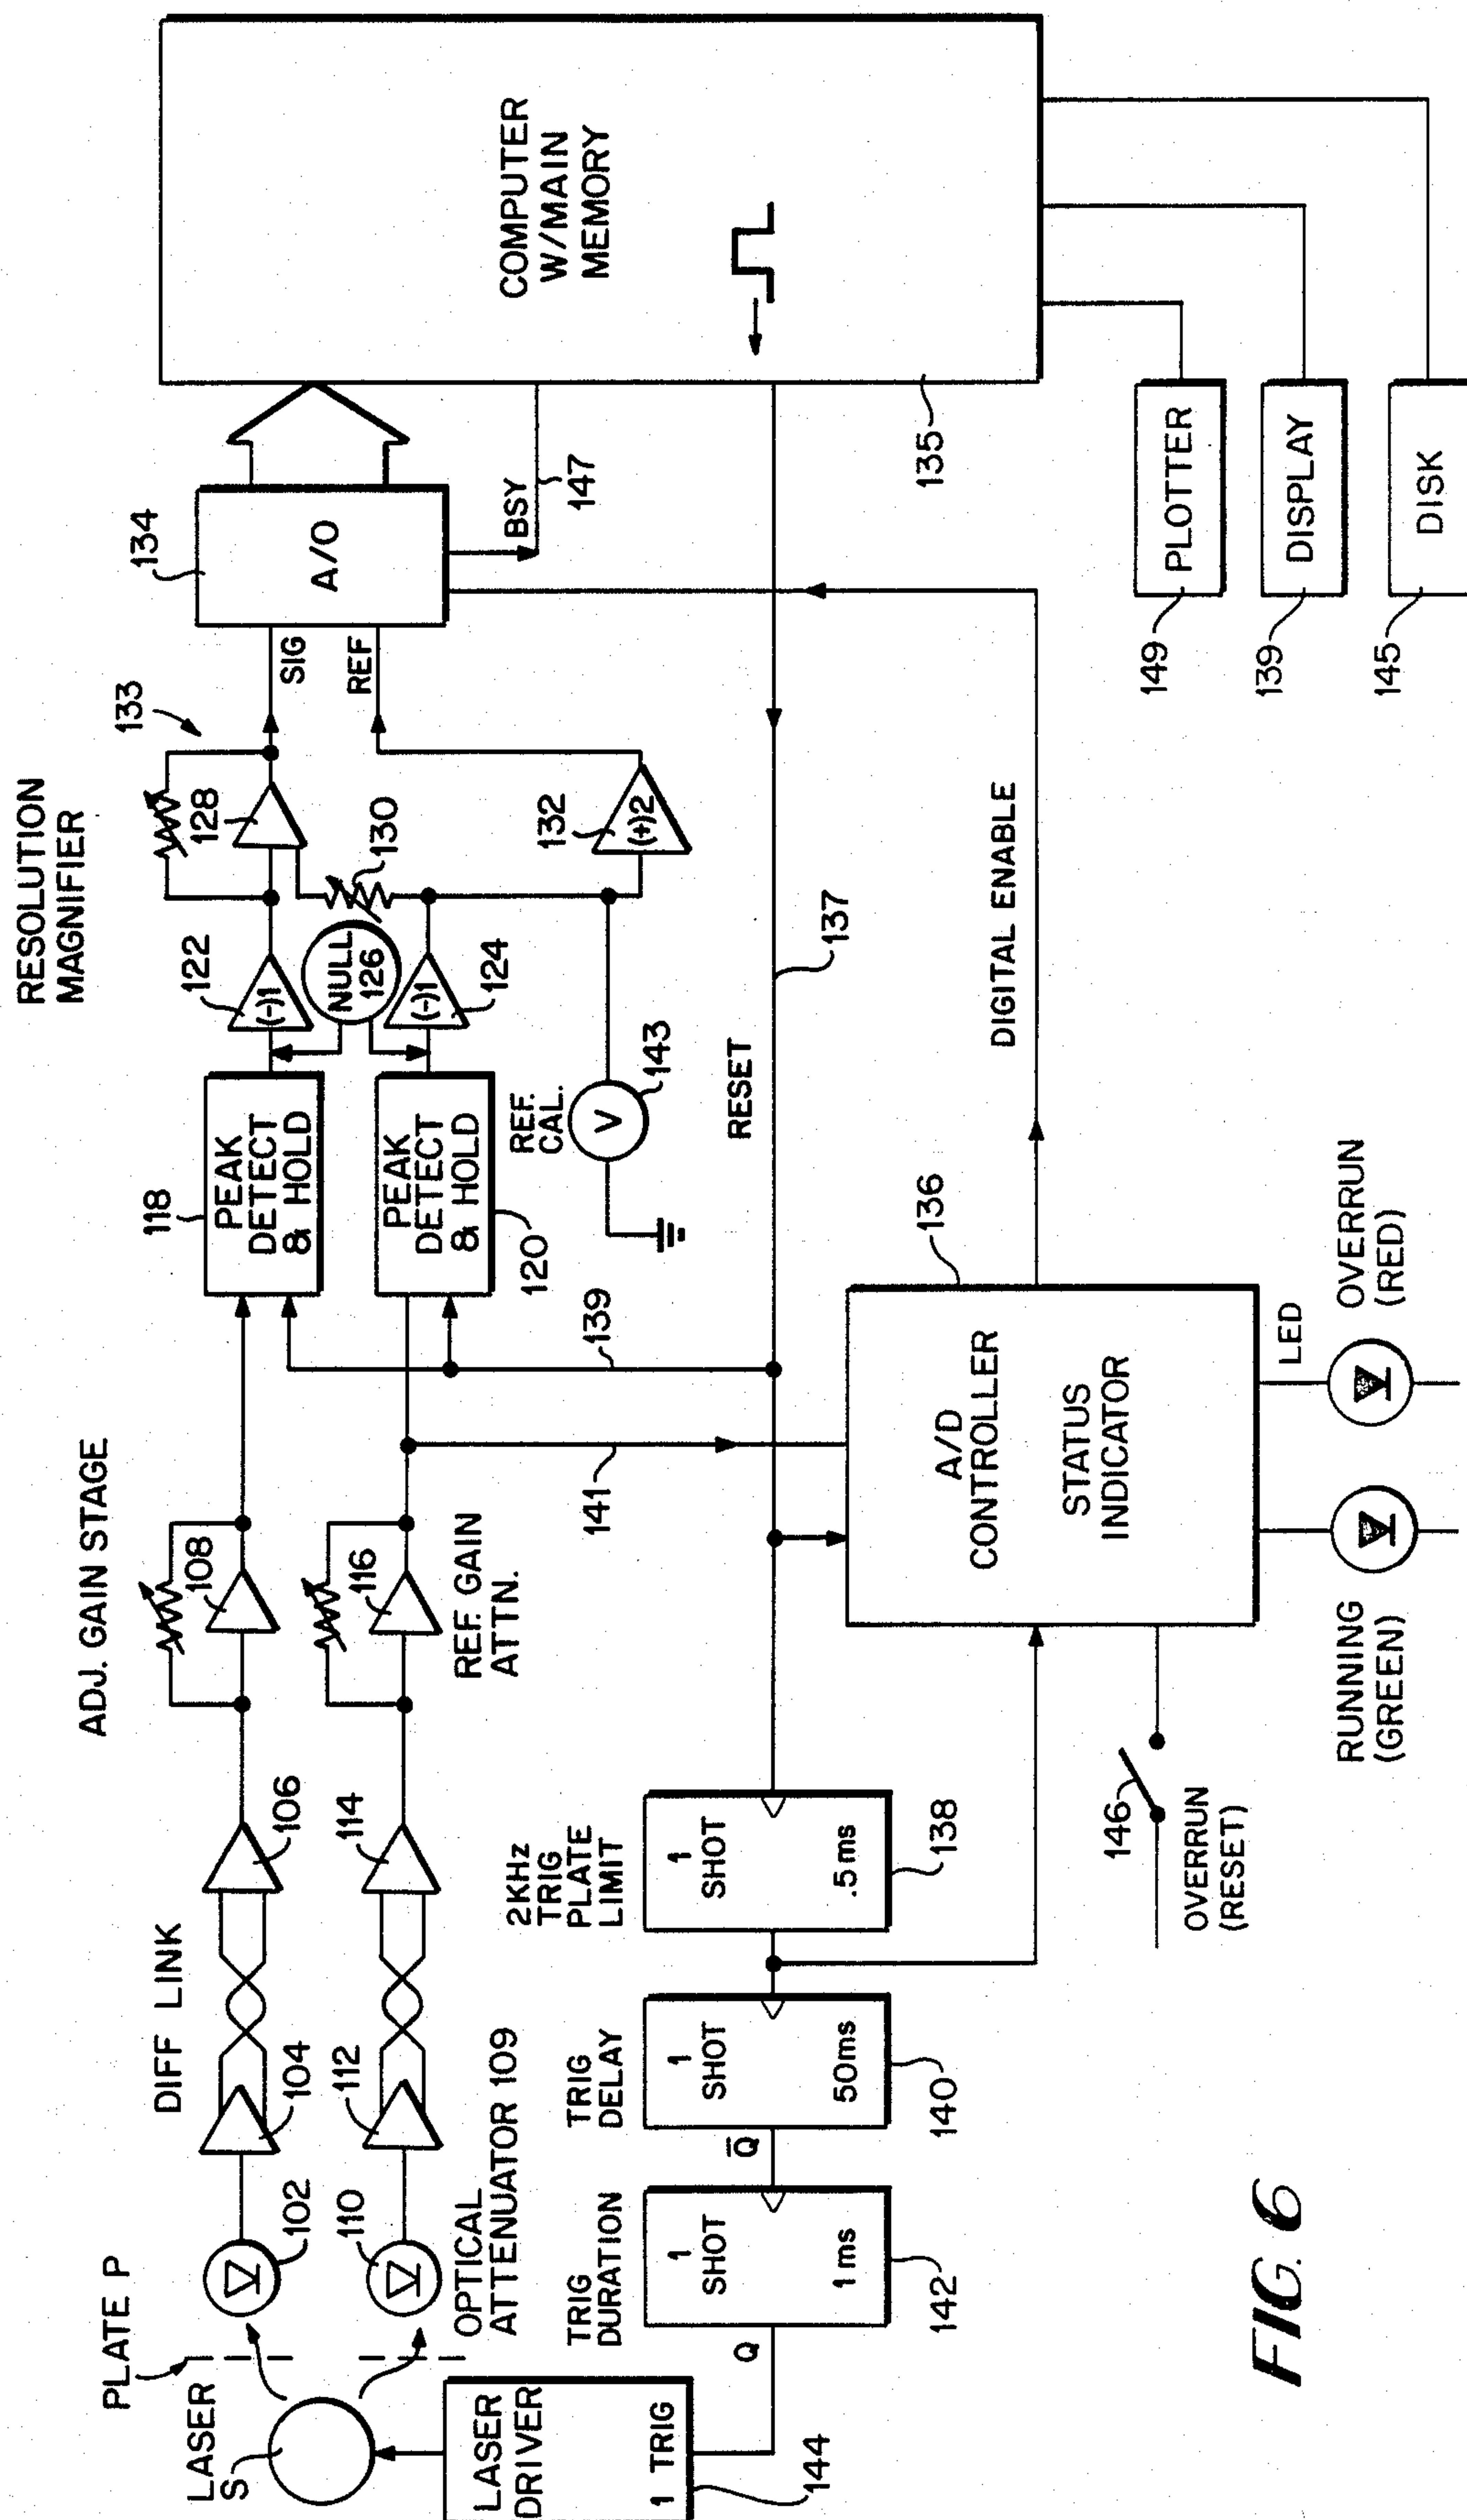 PLATE P
LASER
S
102
104
DIFF LINK
106
ADJ. GAIN STAGE
108
110
112
114
116
REF. GAIN
ATTN.
OPTICAL
ATTENUATOR 109
118
PEAK
DETECT
& HOLD
PEAK
DETECT
& HOLD
120
RESOLUTION
MAGNIFIER
122
(-)1
NULL
126
(-)1
124
128
130
133
132
(+)2
REF.
CAL.
V
143
SIG
REF
134
A/O
BSY
147
COMPUTER
W/MAIN
MEMORY
135
137
RESET
139
141
LASER
DRIVER
1 TRIG
144
Q
TRIG
DURATION
1
SHOT
1 ms
142
Q̅
TRIG
DELAY
1
SHOT
50ms
140
2KHz
TRIG
PLATE
LIMIT
1
SHOT
.5 ms
138
136
A/D
CONTROLLER
STATUS
INDICATOR
DIGITAL ENABLE
146
OVERRUN
(RESET)
RUNNING
(GREEN)
LED
OVERRUN
(RED)
149
PLOTTER
139
DISPLAY
145
DISK
FIG. 6